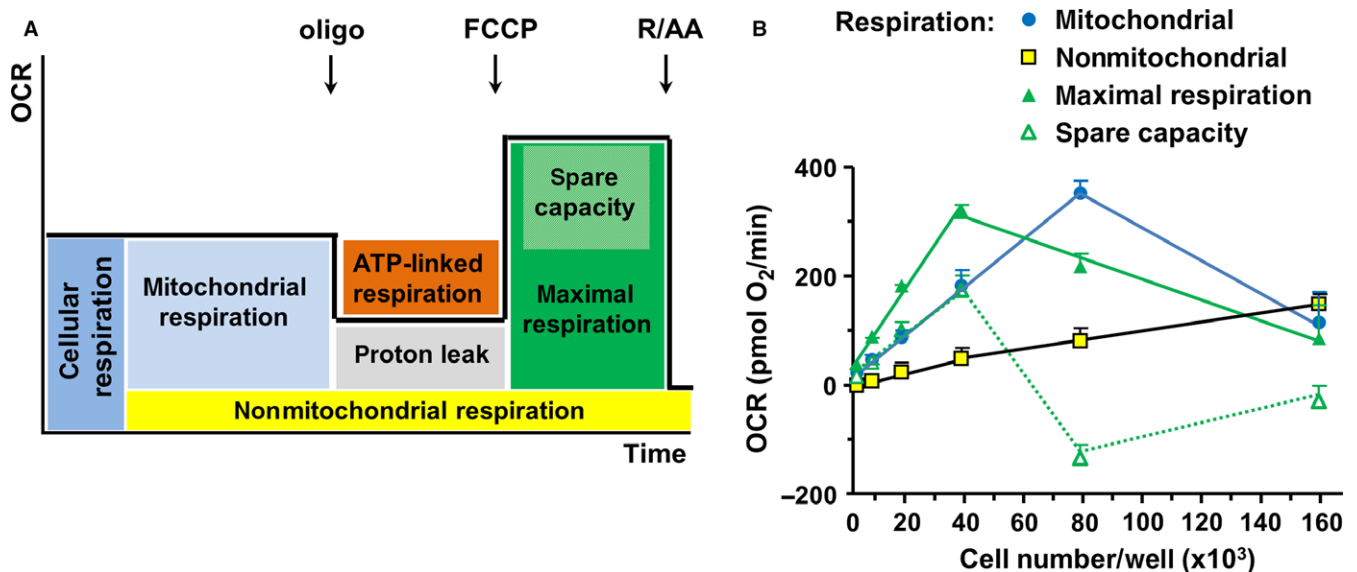 A
oligo
FCCP
R/AA
OCR
Cellular
respiration
Mitochondrial
respiration
ATP-linked
respiration
Proton leak
Spare
capacity
Maximal
respiration
Nonmitochondrial respiration
Time
B
Respiration:
Mitochondrial
Nonmitochondrial
Maximal respiration
Spare capacity
OCR (pmol O₂/min)
400
200
0
–200
0 20 40 60 80 100 120 140 160
Cell number/well (x10³)